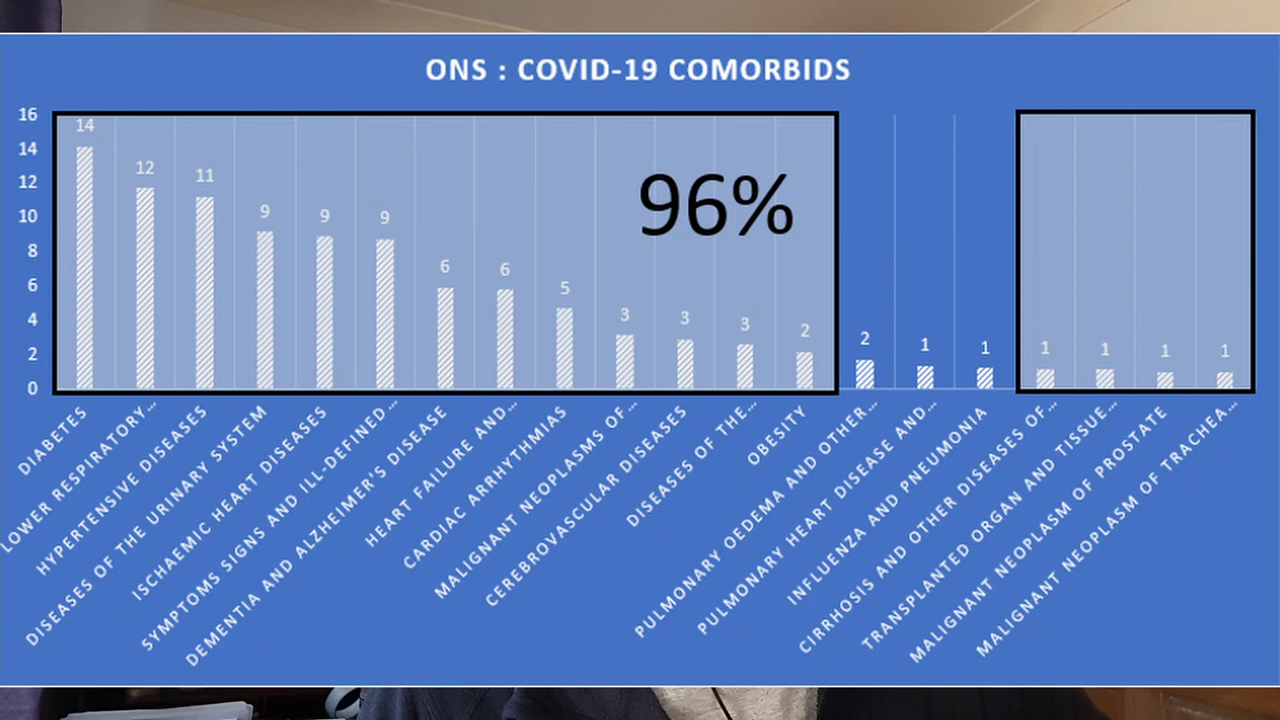 ONS : COVID-19 COMORBIDS
16
14
12
10
8
6
4
2
0
14
12
11
9
9
9
6
6
5
3
3
3
2
2
1
1
1
1
1
1
96%
DIABETES
LOWER RESPIRATORY…
HYPERTENSIVE DISEASES
DISEASES OF THE URINARY SYSTEM
ISCHAEMIC HEART DISEASES
SYMPTOMS SIGNS AND ILL-DEFINED…
DEMENTIA AND ALZHEIMER'S DISEASE
HEART FAILURE AND…
CARDIAC ARRHYTHMIAS
MALIGNANT NEOPLASMS OF…
CEREBROVASCULAR DISEASES
DISEASES OF THE…
OBESITY
PULMONARY OEDEMA AND OTHER…
PULMONARY HEART DISEASE AND…
INFLUENZA AND PNEUMONIA
CIRRHOSIS AND OTHER DISEASES OF…
TRANSPLANTED ORGAN AND TISSUE…
MALIGNANT NEOPLASM OF PROSTATE
MALIGNANT NEOPLASM OF TRACHEA…